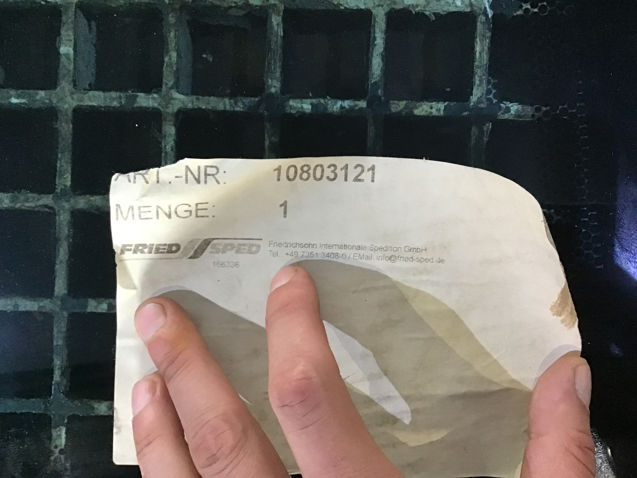 ART.-NR: 10803121
MENGE: 1
FRIED SPED
Friedrichsohn Internationale Spedition GmbH
Tel.: +49 7351 3408-0 / EMail: info@fried-sped.de
166336